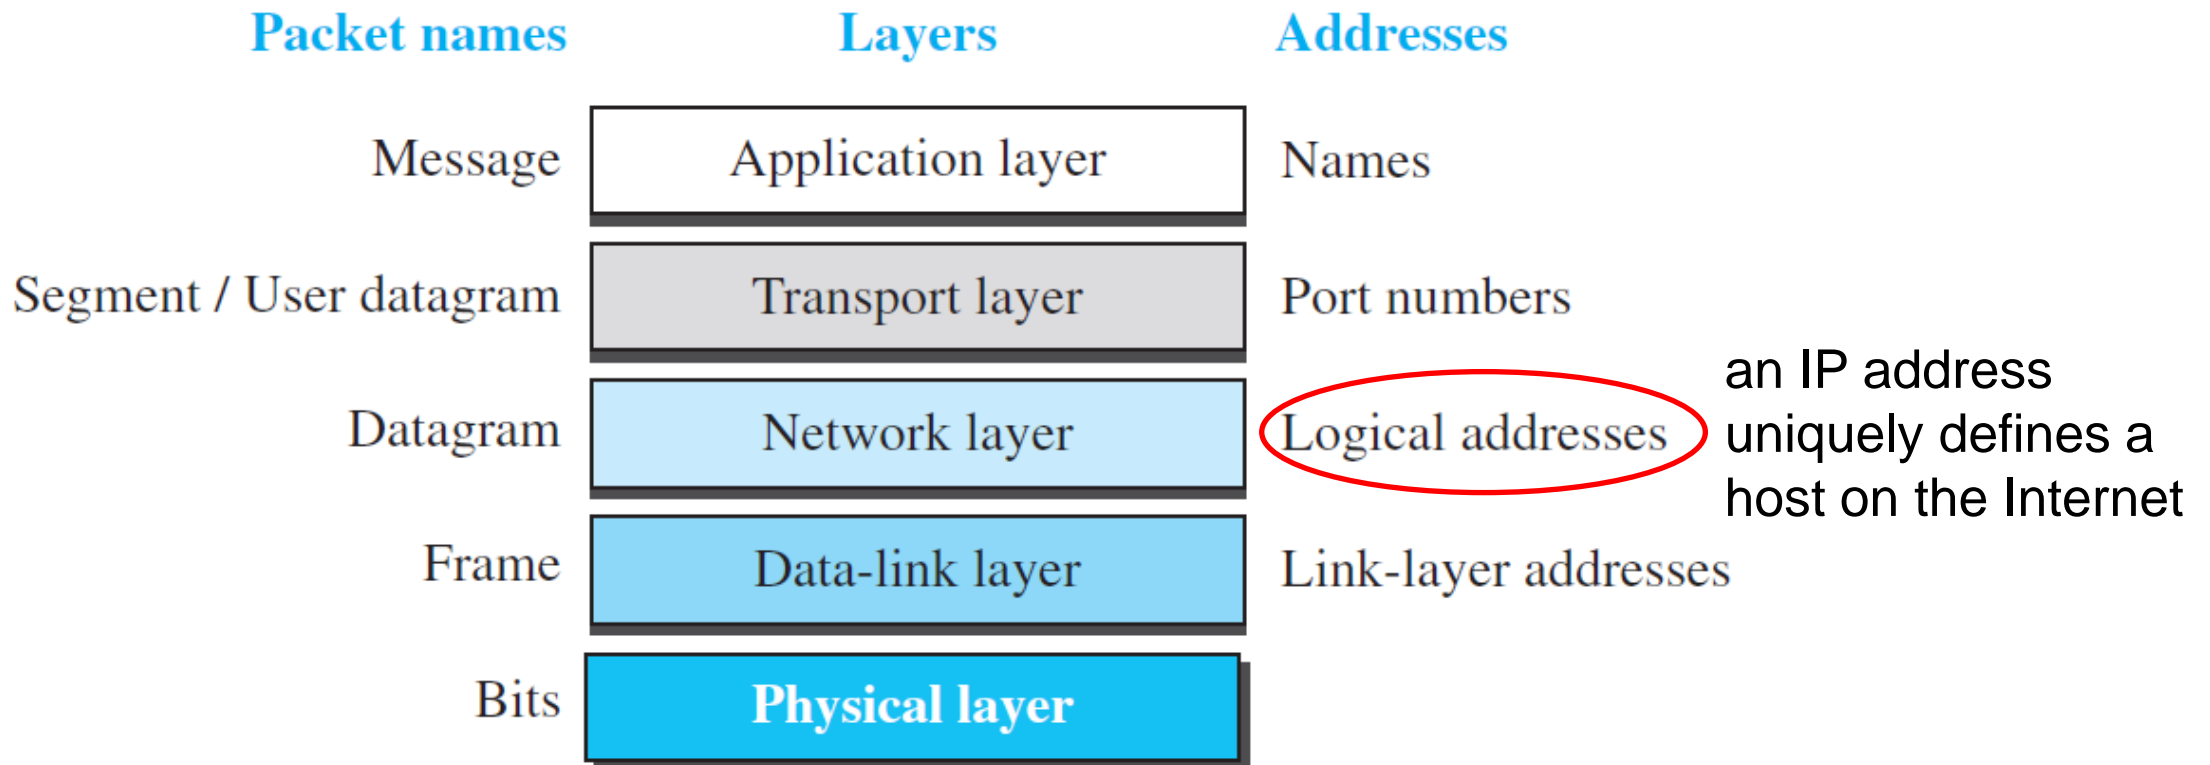 Packet names Layers Addresses
Message Application layer Names
Segment / User datagram Transport layer Port numbers
Datagram Network layer Logical addresses
an IP address
uniquely defines a
host on the Internet
Frame Data-link layer Link-layer addresses
Bits Physical layer